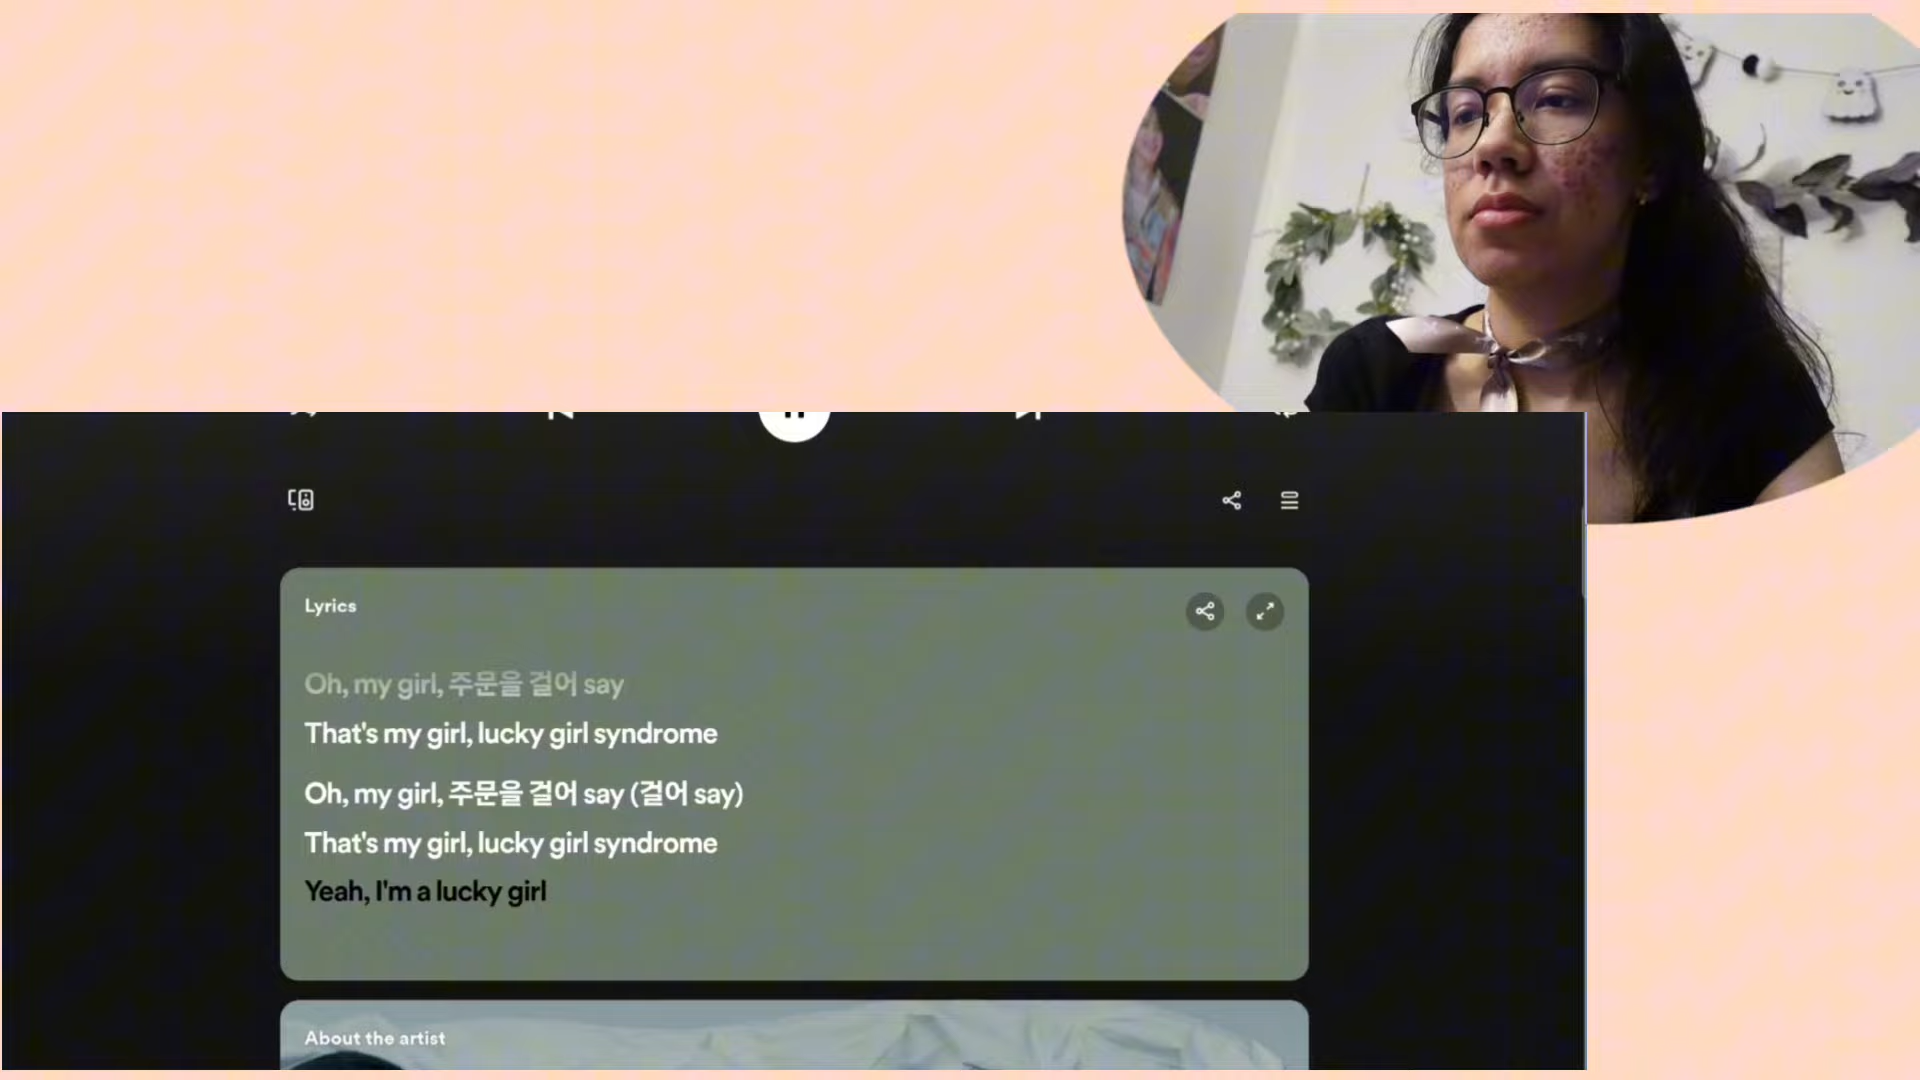 Lyrics
Oh, my girl, 주문을 걸어 say
That's my girl, lucky girl syndrome
Oh, my girl, 주문을 걸어 say (걸어 say)
That's my girl, lucky girl syndrome
Yeah, I'm a lucky girl
About the artist